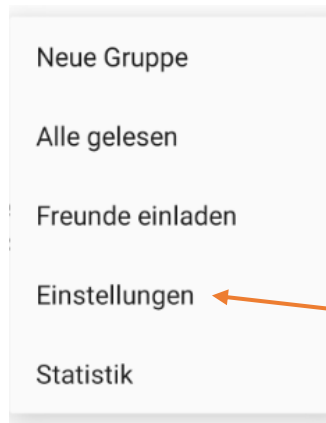 Neue Gruppe
Alle gelesen
Freunde einladen
Einstellungen
Statistik